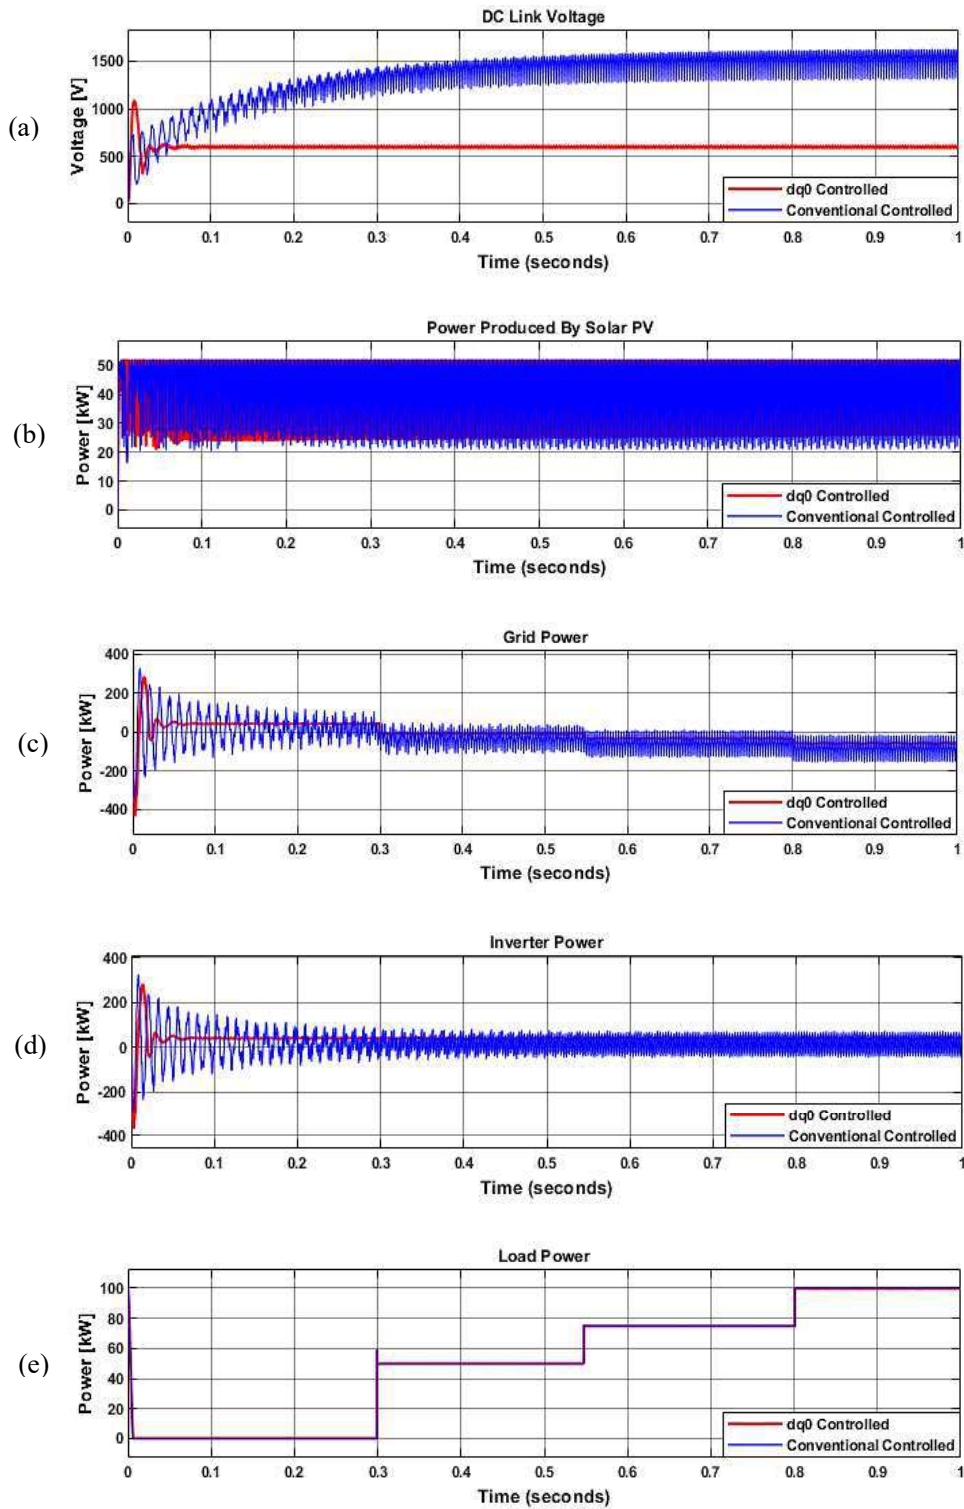 DC Link Voltage
(a)
Voltage [V]
1500
1000
500
0
dq0 Controlled
Conventional Controlled
0 0.1 0.2 0.3 0.4 0.5 0.6 0.7 0.8 0.9 1
Time (seconds)
Power Produced By Solar PV
(b)
Power [kW]
50
40
30
20
10
0
dq0 Controlled
Conventional Controlled
0 0.1 0.2 0.3 0.4 0.5 0.6 0.7 0.8 0.9 1
Time (seconds)
Grid Power
(c)
Power [kW]
400
200
0
-200
-400
dq0 Controlled
Conventional Controlled
0 0.1 0.2 0.3 0.4 0.5 0.6 0.7 0.8 0.9 1
Time (seconds)
Inverter Power
(d)
Power [kW]
400
200
0
-200
-400
dq0 Controlled
Conventional Controlled
0 0.1 0.2 0.3 0.4 0.5 0.6 0.7 0.8 0.9 1
Time (seconds)
Load Power
(e)
Power [kW]
100
80
60
40
20
0
dq0 Controlled
Conventional Controlled
0 0.1 0.2 0.3 0.4 0.5 0.6 0.7 0.8 0.9 1
Time (seconds)